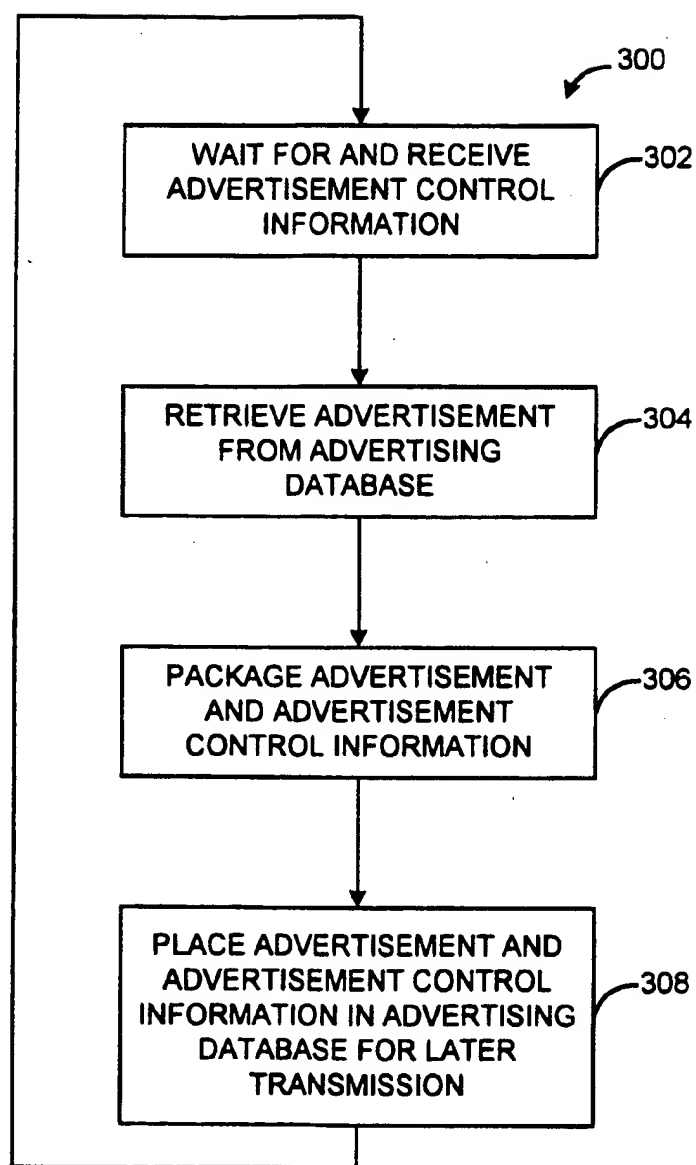 300
WAIT FOR AND RECEIVE
ADVERTISEMENT CONTROL
INFORMATION
302
RETRIEVE ADVERTISEMENT
FROM ADVERTISING
DATABASE
304
PACKAGE ADVERTISEMENT
AND ADVERTISEMENT
CONTROL INFORMATION
306
PLACE ADVERTISEMENT AND
ADVERTISEMENT CONTROL
INFORMATION IN ADVERTISING
DATABASE FOR LATER
TRANSMISSION
308